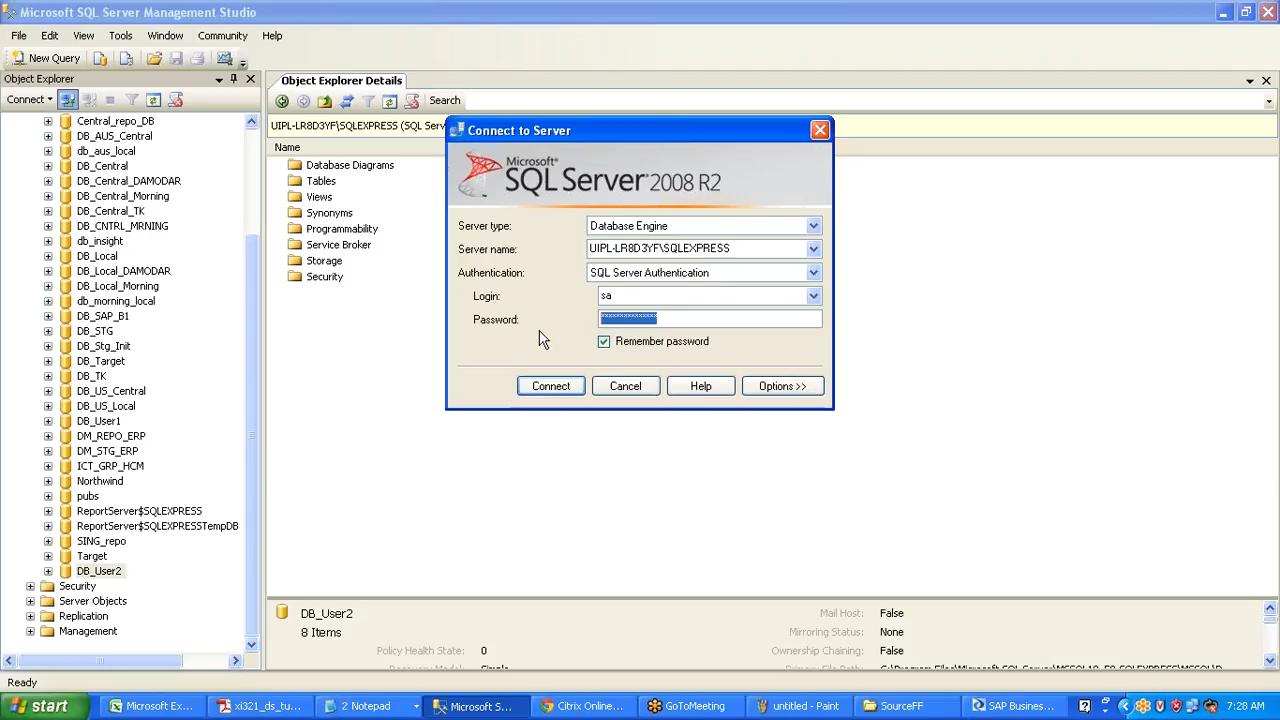 Microsoft SQL Server Management Studio
File Edit View Tools Window Community Help
New Query
Object Explorer
Connect
Central_repo_DB
DB_AUS_Central
db_aus_local
DB_Central
DB_Central_DAMODAR
DB_Central_Morning
DB_Central_TK
DB_CNTRL_MRNING
db_insight
DB_Local
DB_Local_DAMODAR
DB_Local_Morning
db_morning_local
DB_SAP_B1
DB_STG
DB_Stg_Init
DB_Target
DB_TK
DB_US_Central
DB_US_Local
DB_User1
DM_REPO_ERP
DM_STG_ERP
ICT_GRP_HCM
Northwind
pubs
ReportServer$SQLEXPRESS
ReportServer$SQLEXPRESSTempDB
SING_repo
Target
DB_User2
Security
Server Objects
Replication
Management
Object Explorer Details
Search
UIPL-LR8D3YF\SQLEXPRESS (SQL Serv
Name
Database Diagrams
Tables
Views
Synonyms
Programmability
Service Broker
Storage
Security
Connect to Server
Microsoft®
SQL Server® 2008 R2
Server type: Database Engine
Server name: UIPL-LR8D3YF\SQLEXPRESS
Authentication: SQL Server Authentication
Login: sa
Password: **************
Remember password
Connect Cancel Help Options >>
DB_User2
8 Items
Mail Host: False
Mirroring Status: None
Policy Health State: 0
Ownership Chaining: False
Ready
start Microsoft Ex... xi321_ds_tu... 2 Notepad Microsoft S... Citrix Online... GoToMeeting untitled - Paint SourceFF SAP Business... 7:28 AM